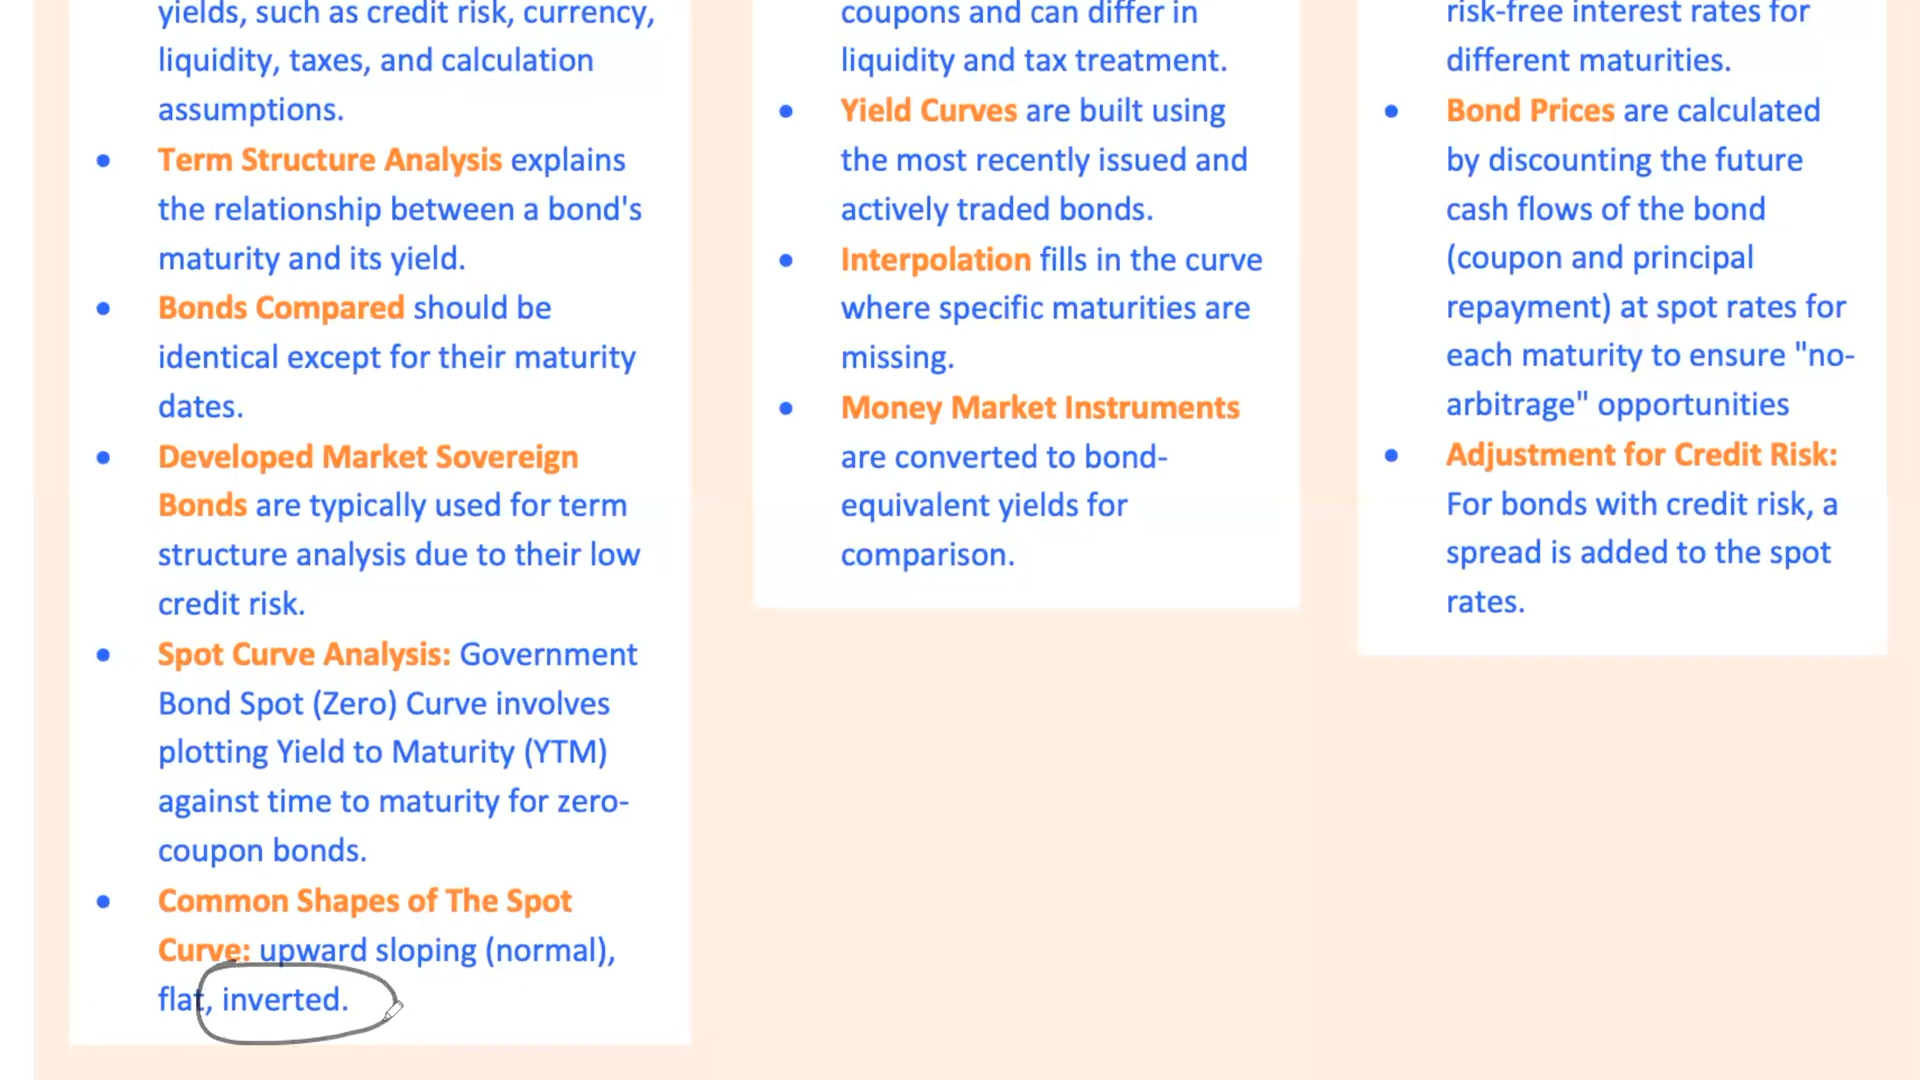 yields, such as credit risk, currency,
liquidity, taxes, and calculation
assumptions.
• Term Structure Analysis explains
the relationship between a bond's
maturity and its yield.
• Bonds Compared should be
identical except for their maturity
dates.
• Developed Market Sovereign
Bonds are typically used for term
structure analysis due to their low
credit risk.
• Spot Curve Analysis: Government
Bond Spot (Zero) Curve involves
plotting Yield to Maturity (YTM)
against time to maturity for zero-
coupon bonds.
• Common Shapes of The Spot
Curve: upward sloping (normal),
flat, inverted.
coupons and can differ in
liquidity and tax treatment.
• Yield Curves are built using
the most recently issued and
actively traded bonds.
• Interpolation fills in the curve
where specific maturities are
missing.
• Money Market Instruments
are converted to bond-
equivalent yields for
comparison.
risk-free interest rates for
different maturities.
• Bond Prices are calculated
by discounting the future
cash flows of the bond
(coupon and principal
repayment) at spot rates for
each maturity to ensure "no-
arbitrage" opportunities
• Adjustment for Credit Risk:
For bonds with credit risk, a
spread is added to the spot
rates.